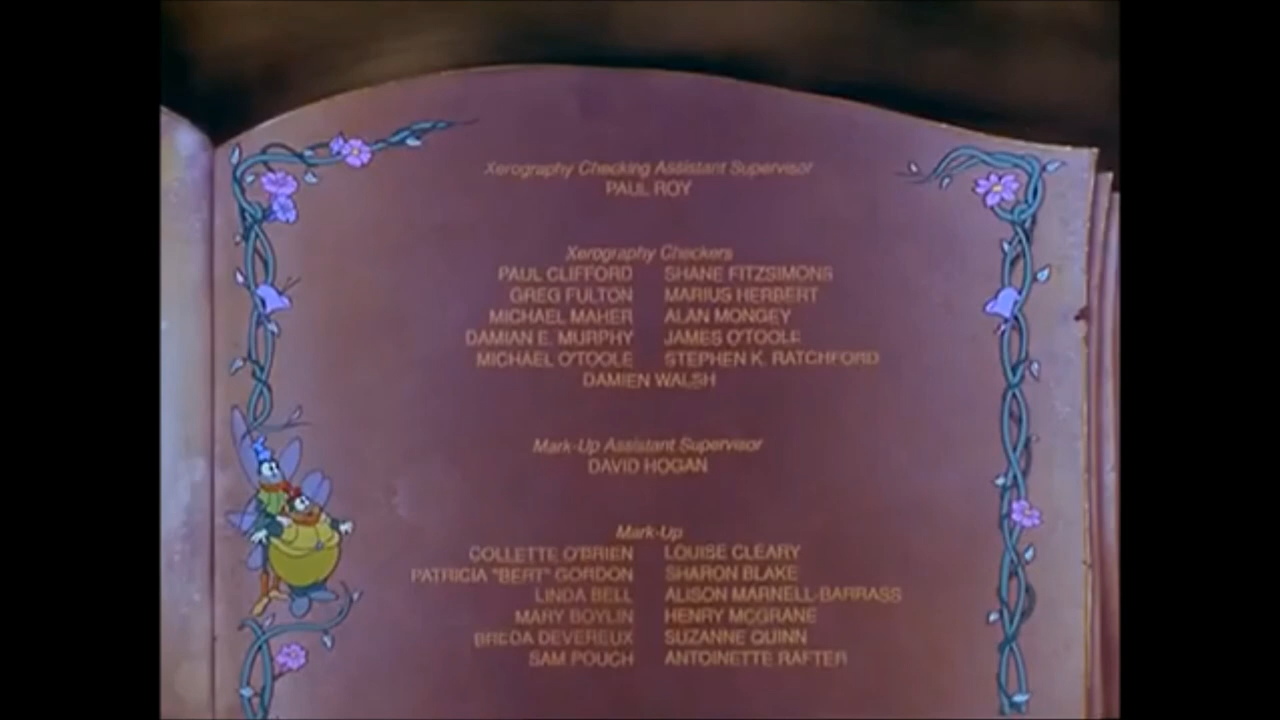 Xerography Checking Assistant Supervisor
PAUL ROY
Xerography Checkers
PAUL CLIFFORD SHANE FITZSIMONS
GREG FULTON MARIUS HERBERT
MICHAEL MAHER ALAN MONGEY
DAMIAN E. MURPHY JAMES O'TOOLE
MICHAEL O'TOOLE STEPHEN K. RATCHFORD
DAMIEN WALSH
Mark-Up Assistant Supervisor
DAVID HOGAN
Mark-Up
COLLETTE O'BRIEN LOUISE CLEARY
PATRICIA "BERT" GORDON SHARON BLAKE
LINDA BELL ALISON MARNELL-BARRASS
MARY BOYLIN HENRY MCGRANE
BREDA DEVEREUX SUZANNE QUINN
SAM POUCH ANTOINETTE RAFTER